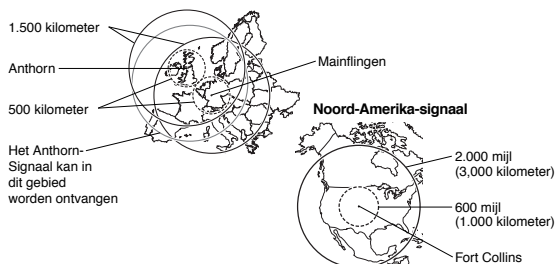 1.500 kilometer
Anthorn
500 kilometer
Het Anthorn-
Signaal kan in
dit gebied
worden ontvangen
Mainflingen
Noord-Amerika-signaal
2.000 mijl
(3,000 kilometer)
600 mijl
(1.000 kilometer)
Fort Collins